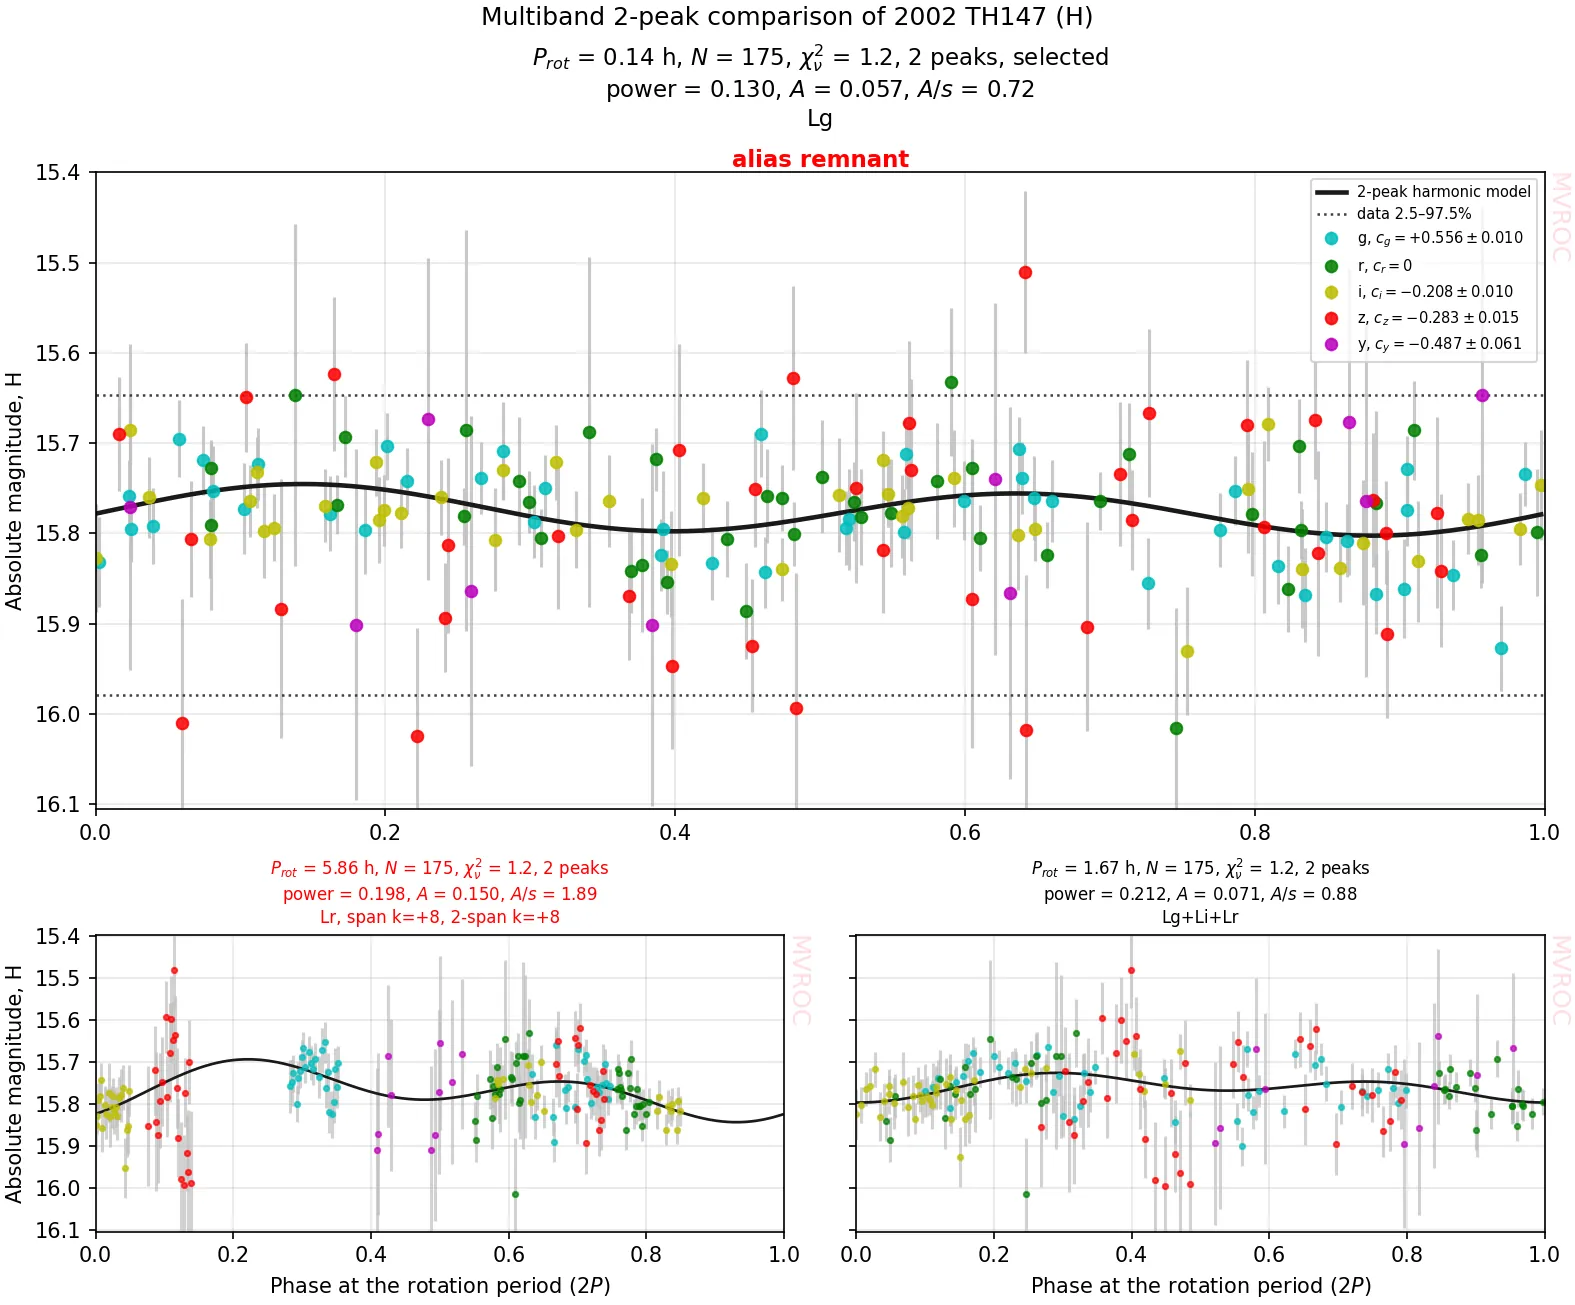 Multiband 2-peak comparison of 2002 TH147 (H)
P_rot = 0.14 h, N = 175, χ²_ν = 1.2, 2 peaks, selected
power = 0.130, A = 0.057, A/s = 0.72
Lg
alias remnant
15.4
15.5
15.6
15.7
15.8
15.9
16.0
16.1
Absolute magnitude, H
2-peak harmonic model
data 2.5–97.5%
g, c_g = +0.556 ± 0.010
r, c_r = 0
i, c_i = −0.208 ± 0.010
z, c_z = −0.283 ± 0.015
y, c_y = −0.487 ± 0.061
MVROC
0.0 0.2 0.4 0.6 0.8 1.0
P_rot = 5.86 h, N = 175, χ²_ν = 1.2, 2 peaks
power = 0.198, A = 0.150, A/s = 1.89
Lr, span k=+8, 2-span k=+8
15.4
15.5
15.6
15.7
15.8
15.9
16.0
16.1
Absolute magnitude, H
MVROC
0.0 0.2 0.4 0.6 0.8 1.0
Phase at the rotation period (2P)
P_rot = 1.67 h, N = 175, χ²_ν = 1.2, 2 peaks
power = 0.212, A = 0.071, A/s = 0.88
Lg+Li+Lr
MVROC
0.0 0.2 0.4 0.6 0.8 1.0
Phase at the rotation period (2P)